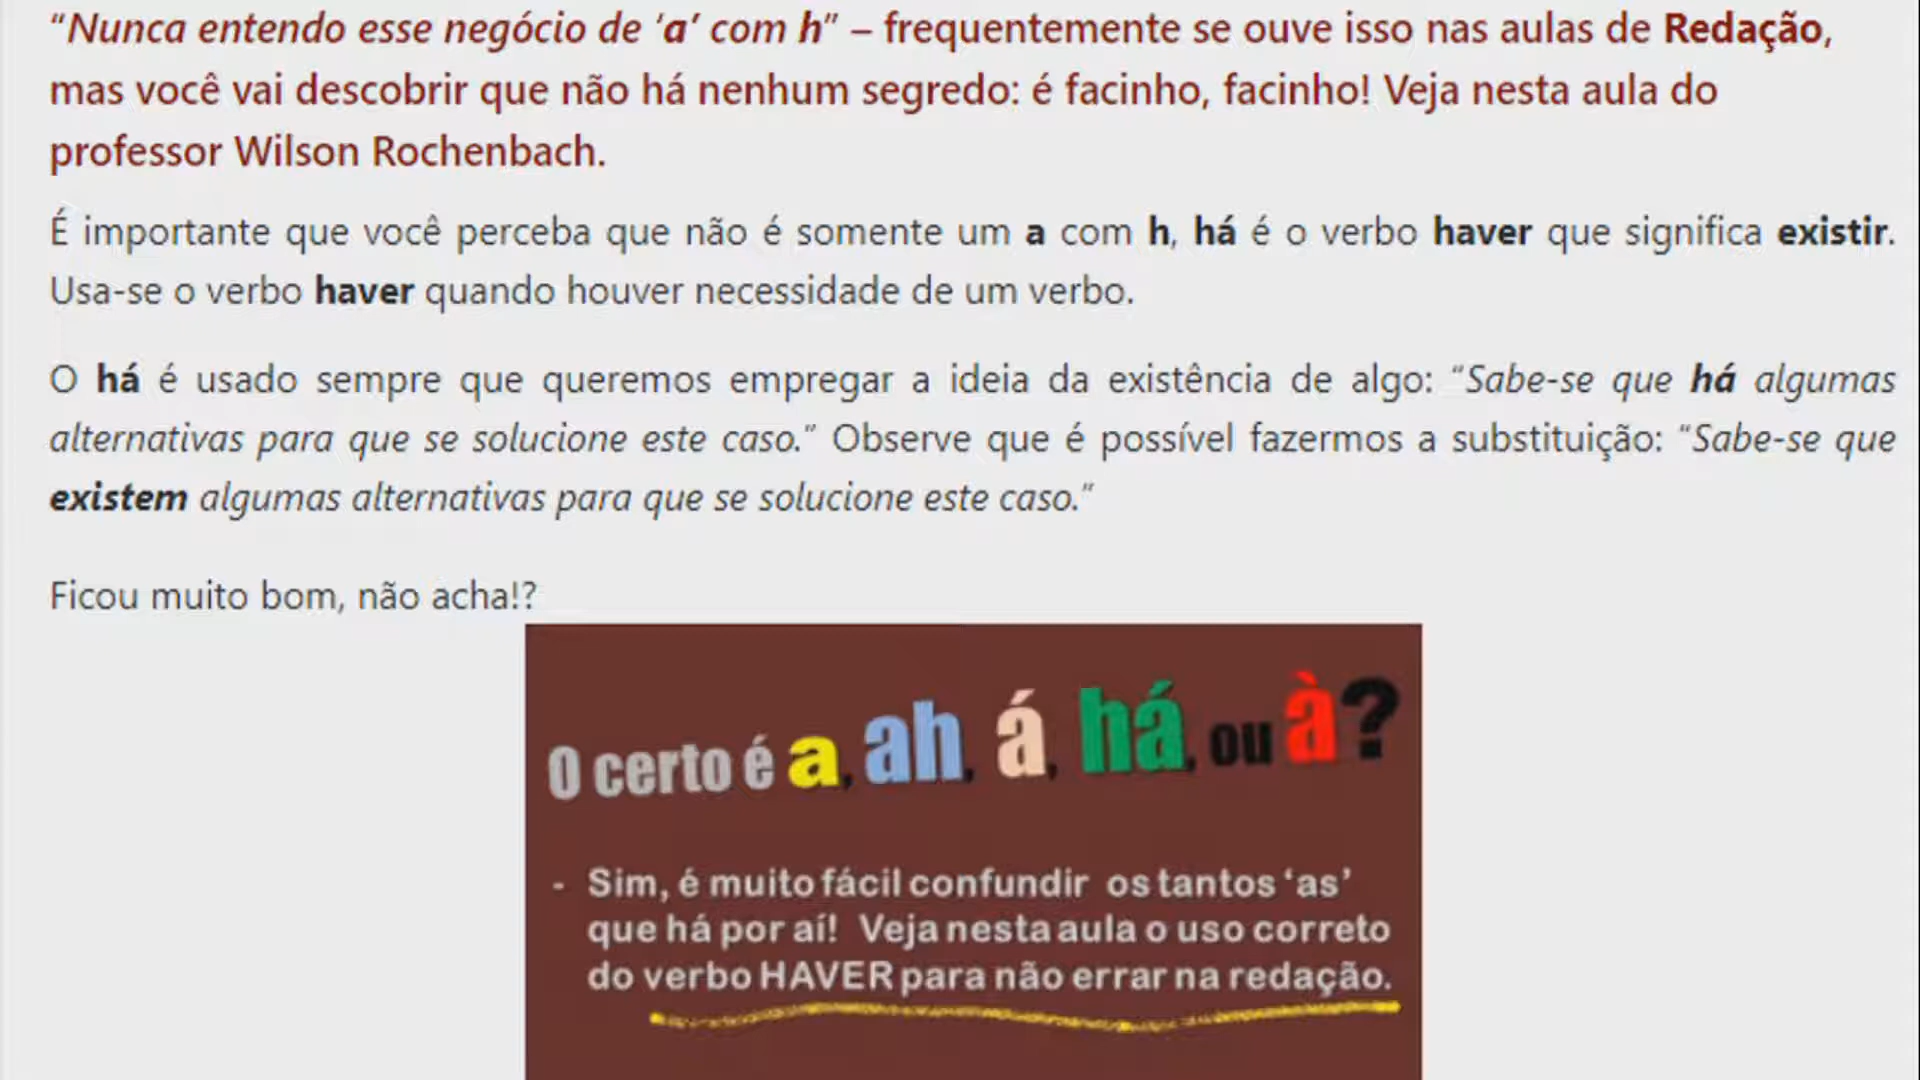 “Nunca entendo esse negócio de ‘a’ com h” – frequentemente se ouve isso nas aulas de Redação,
mas você vai descobrir que não há nenhum segredo: é facinho, facinho! Veja nesta aula do
professor Wilson Rochenbach.
É importante que você perceba que não é somente um a com h, há é o verbo haver que significa existir.
Usa-se o verbo haver quando houver necessidade de um verbo.
O há é usado sempre que queremos empregar a ideia da existência de algo: “Sabe-se que há algumas
alternativas para que se solucione este caso.” Observe que é possível fazermos a substituição: “Sabe-se que
existem algumas alternativas para que se solucione este caso.”
Ficou muito bom, não acha!?
O certo é a, ah, á, há, ou à?
- Sim, é muito fácil confundir os tantos ‘as’
que há por aí! Veja nesta aula o uso correto
do verbo HAVER para não errar na redação.